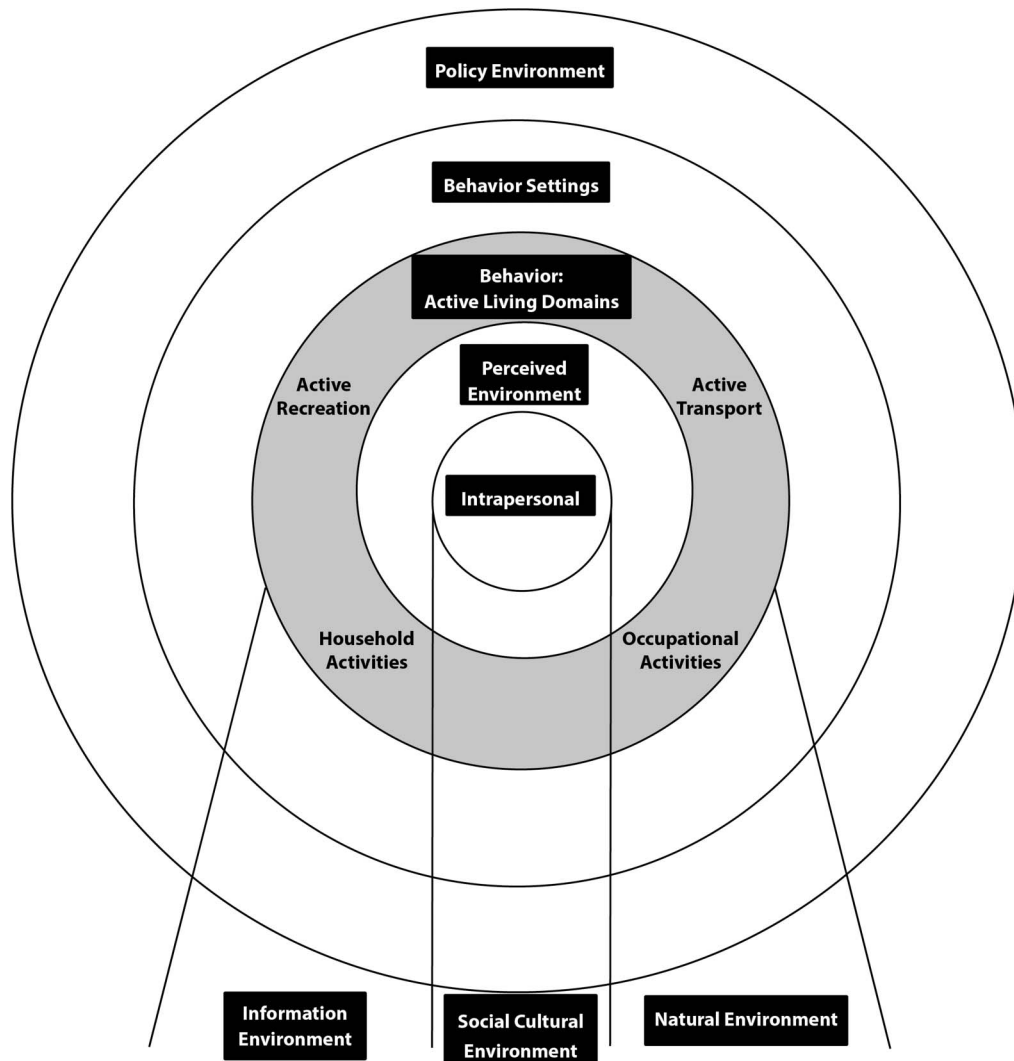 Policy Environment
Behavior Settings
Behavior:
Active Living Domains
Perceived
Environment
Active
Recreation
Active
Transport
Intrapersonal
Household
Activities
Occupational
Activities
Information
Environment
Social Cultural
Environment
Natural Environment